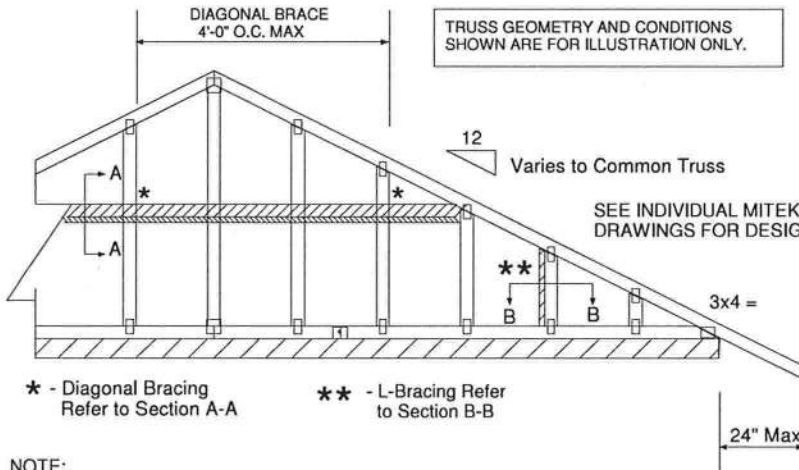 DIAGONAL BRACE
4'-0" O.C. MAX
TRUSS GEOMETRY AND CONDITIONS
SHOWN ARE FOR ILLUSTRATION ONLY.
12
Varies to Common Truss
A
*
*
SEE INDIVIDUAL MITEK
DRAWINGS FOR DESIG
A
**
B
B
3x4 =
* - Diagonal Bracing
Refer to Section A-A
** - L-Bracing Refer
to Section B-B
24" Max
NOTE: